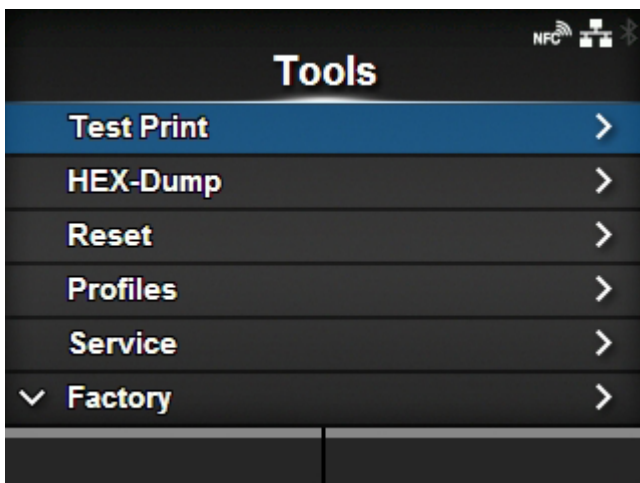 NFC
Tools
Test Print
HEX-Dump
Reset
Profiles
Service
Factory